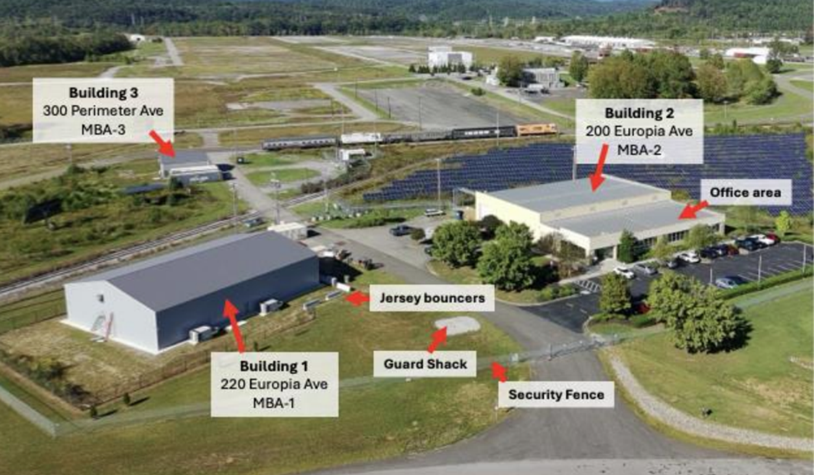 Building 3
300 Perimeter Ave
MBA-3
Building 2
200 Europia Ave
MBA-2
Office area
Jersey bouncers
Guard Shack
Security Fence
Building 1
220 Europia Ave
MBA-1